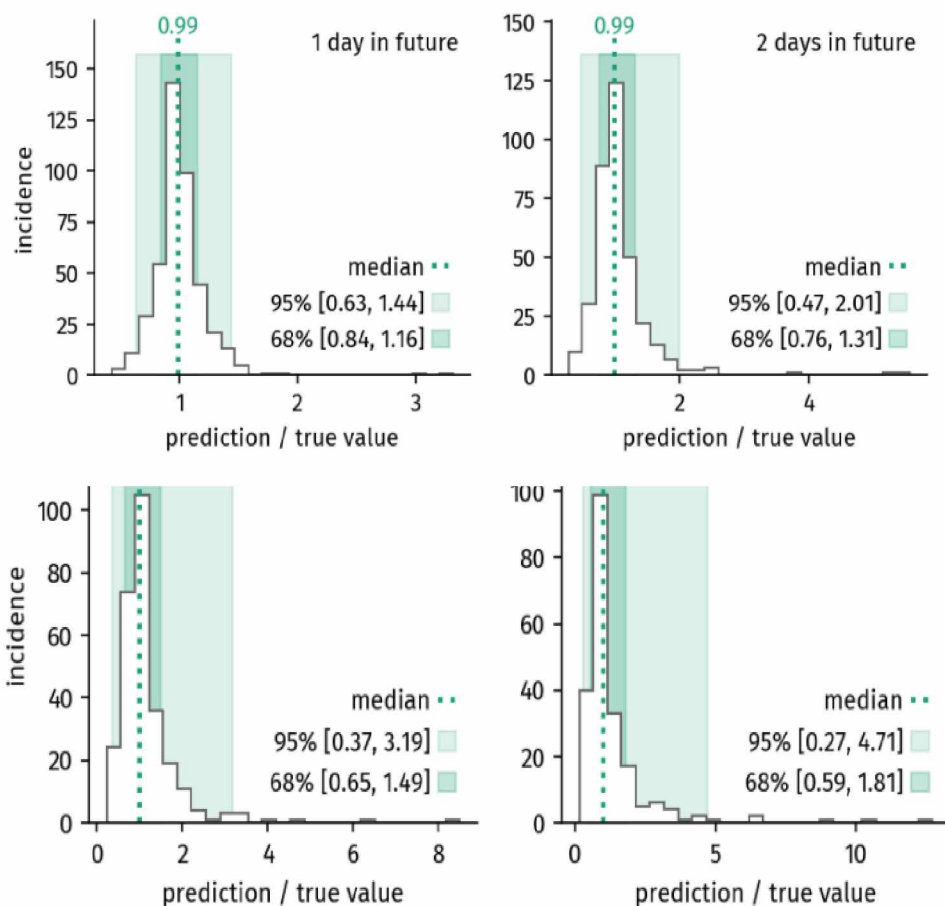 0.99
1 day in future
150
125
100
75
50
25
0
incidence
median
95% [0.63, 1.44]
68% [0.84, 1.16]
1
2
3
prediction / true value
0.99
2 days in future
150
125
100
75
50
25
0
median
95% [0.47, 2.01]
68% [0.76, 1.31]
2
4
prediction / true value
100
80
60
40
20
0
incidence
median
95% [0.37, 3.19]
68% [0.65, 1.49]
0
2
4
6
8
prediction / true value
100
80
60
40
20
0
median
95% [0.27, 4.71]
68% [0.59, 1.81]
0
5
10
prediction / true value